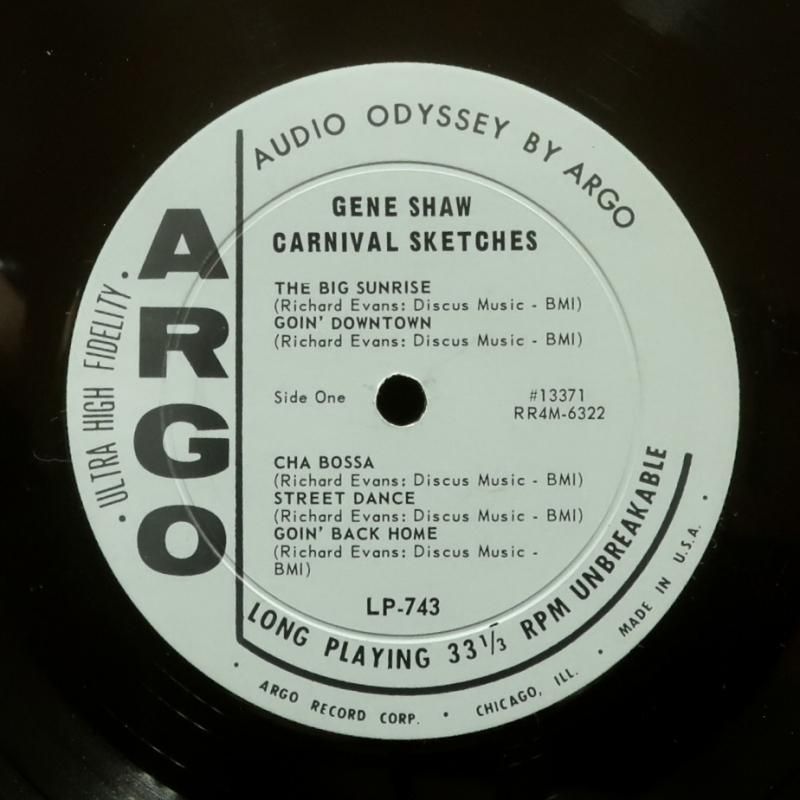 AUDIO ODYSSEY BY ARGO
GENE SHAW
CARNIVAL SKETCHES
THE BIG SUNRISE
(Richard Evans: Discus Music - BMI)
GOIN' DOWNTOWN
(Richard Evans: Discus Music - BMI)
Side One
#13371
RR4M-6322
CHA BOSSA
(Richard Evans: Discus Music - BMI)
STREET DANCE
(Richard Evans: Discus Music - BMI)
GOIN' BACK HOME
(Richard Evans: Discus Music -
BMI)
LP-743
ARGO
· ULTRA HIGH FIDELITY ·
LONG PLAYING 33⅓ RPM UNBREAKABLE
· ARGO RECORD CORP. · CHICAGO, ILL. · MADE IN U.S.A. ·